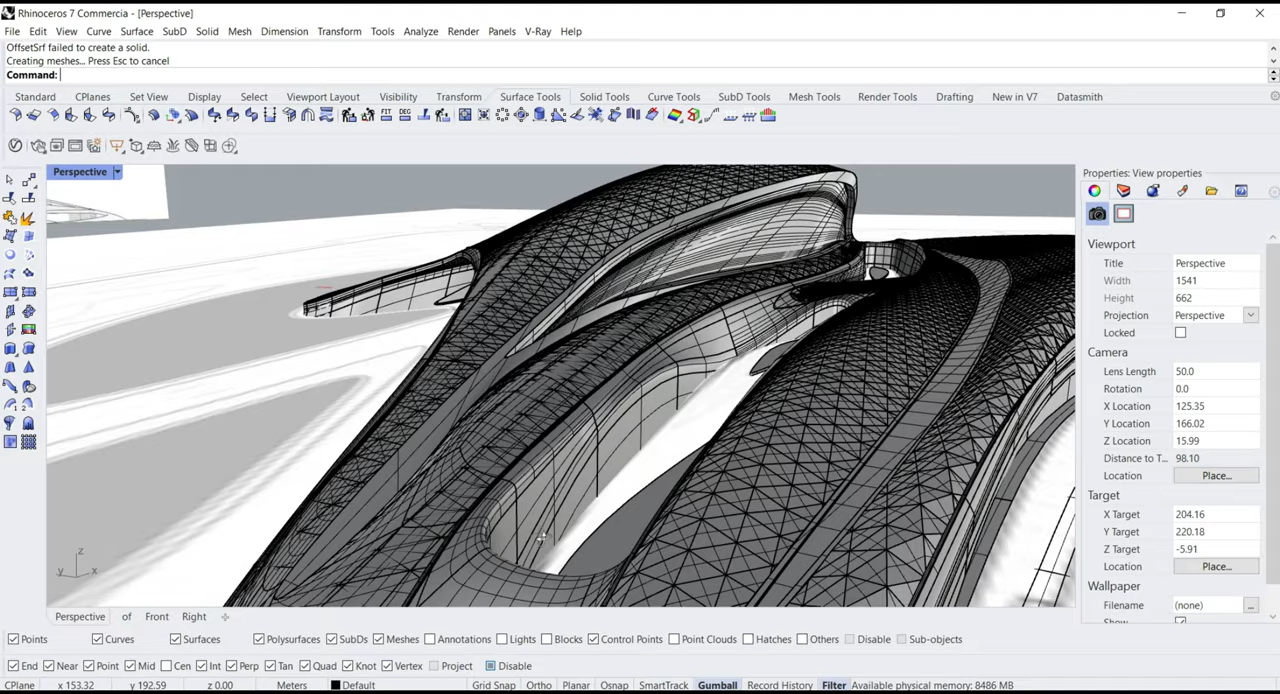 Rhinoceros 7 Commercia - [Perspective]
File Edit View Curve Surface SubD Solid Mesh Dimension Transform Tools Analyze Render Panels V-Ray Help
OffsetSrf failed to create a solid.
Creating meshes... Press Esc to cancel
Command:
Standard CPlanes Set View Display Select Viewport Layout Visibility Transform Surface Tools Solid Tools Curve Tools SubD Tools Mesh Tools Render Tools Drafting New in V7 Datasmith
FIT DEG
Perspective
Properties: View properties
Viewport
Title Perspective
Width 1541
Height 662
Projection Perspective
Locked
Camera
Lens Length 50.0
Rotation 0.0
X Location 125.35
Y Location 166.02
Z Location 15.99
Distance to T... 98.10
Location Place...
Target
X Target 204.16
Y Target 220.18
Z Target -5.91
Location Place...
Wallpaper
Filename (none) ...
Show
z
y x
Perspective of Front Right
Points Curves Surfaces Polysurfaces SubDs Meshes Annotations Lights Blocks Control Points Point Clouds Hatches Others Disable Sub-objects
End Near Point Mid Cen Int Perp Tan Quad Knot Vertex Project Disable
CPlane x 153.32 y 192.59 z 0.00 Meters Default Grid Snap Ortho Planar Osnap SmartTrack Gumball Record History Filter Available physical memory: 8486 MB